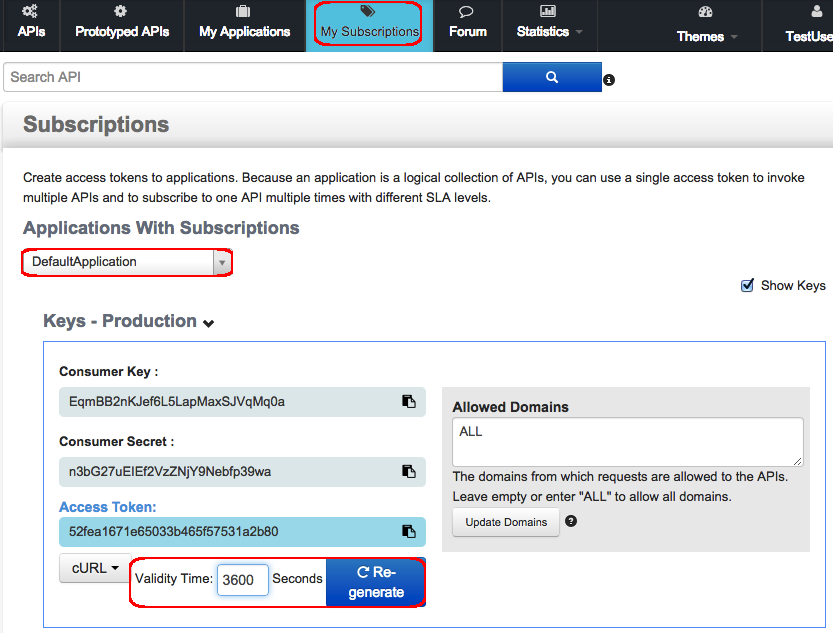 APIs
Prototyped APIs
My Applications
My Subscriptions
Forum
Statistics
Themes
TestUse
Search API
Subscriptions
Create access tokens to applications. Because an application is a logical collection of APIs, you can use a single access token to invoke
multiple APIs and to subscribe to one API multiple times with different SLA levels.
Applications With Subscriptions
DefaultApplication
Show Keys
Keys - Production
Consumer Key :
EqmBB2nKJef6L5LapMaxSJVqMq0a
Consumer Secret :
n3bG27uEIEf2VzZNjY9Nebfp39wa
Access Token:
52fea1671e65033b465f57531a2b80
cURL
Validity Time: 3600 Seconds
Re-
generate
Allowed Domains
ALL
The domains from which requests are allowed to the APIs.
Leave empty or enter "ALL" to allow all domains.
Update Domains